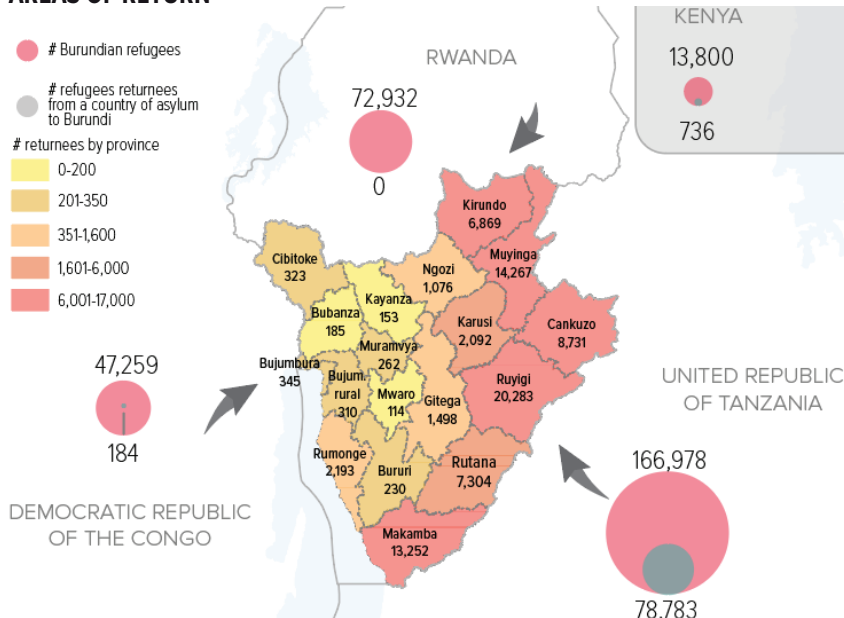 AREAS OF RETURN
# Burundian refugees
# refugees returnees
from a country of asylum
to Burundi
# returnees by province
0-200
201-350
351-1,600
1,601-6,000
6,001-17,000
RWANDA
72,932
0
KENYA
13,800
736
Kirundo
6,869
Muyinga
14,267
Cibitoke
323
Ngozi
1,076
Kayanza
153
Bubanza
185
Karusi
2,092
Cankuzo
8,731
Muramvya
262
Bujumbura
345
Bujum.
rural
310
Mwaro
114
Gitega
1,498
Ruyigi
20,283
Rumonge
2,193
Bururi
230
Rutana
7,304
Makamba
13,252
47,259
184
DEMOCRATIC REPUBLIC
OF THE CONGO
UNITED REPUBLIC
OF TANZANIA
166,978
78,783